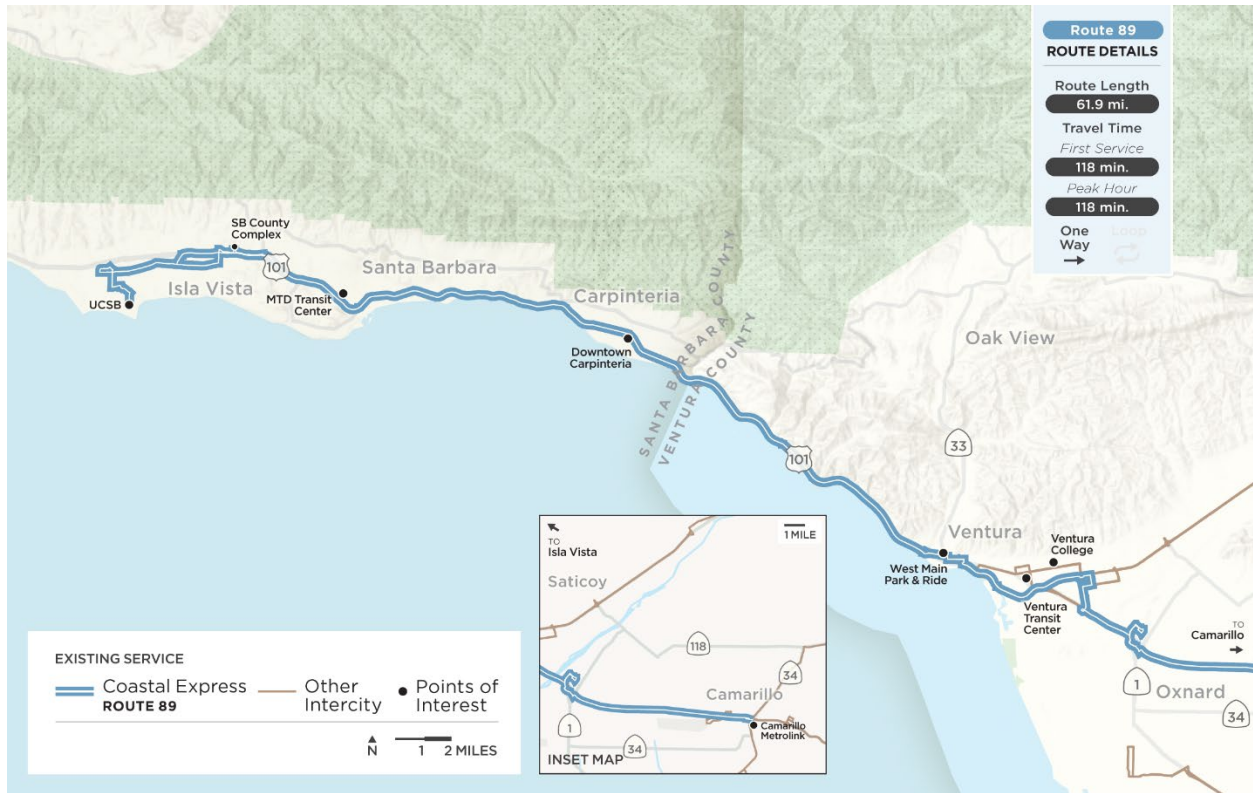 Route 89
ROUTE DETAILS
Route Length
61.9 mi.
Travel Time
First Service
118 min.
Peak Hour
118 min.
One
Way
LOOP
SB County
Complex
101
Santa Barbara
Isla Vista
MTD Transit
Center
UCSB
Carpinteria
Downtown
Carpinteria
SANTA BARBARA COUNTY
VENTURA COUNTY
Oak View
33
101
Ventura
Ventura
College
West Main
Park & Ride
Ventura
Transit
Center
TO
Camarillo
1
Oxnard
34
TO
Isla Vista
1 MILE
Saticoy
118
34
Camarillo
Camarillo
Metrolink
1
34
INSET MAP
EXISTING SERVICE
Coastal Express
ROUTE 89
Other
Intercity
Points of
Interest
N
1 2 MILES